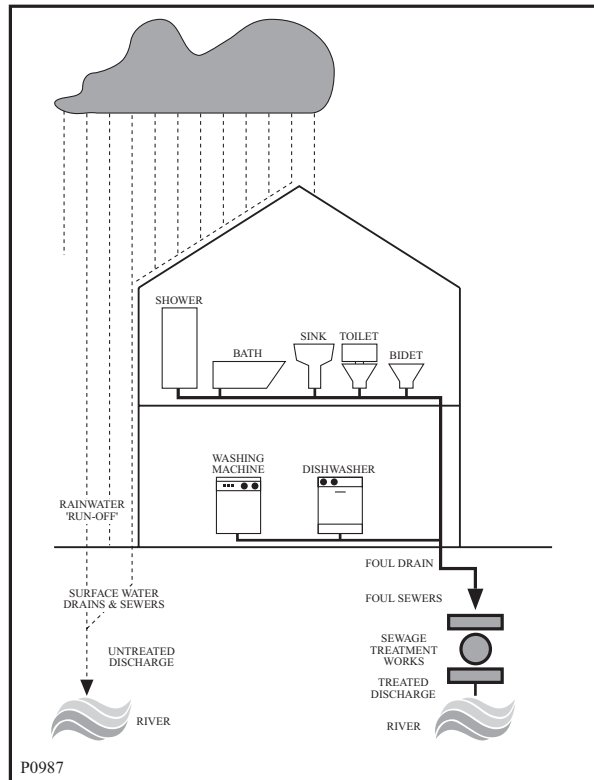 SHOWER
BATH
SINK
TOILET
BIDET
WASHING
MACHINE
DISHWASHER
RAINWATER
'RUN-OFF'
FOUL DRAIN
SURFACE WATER
DRAINS & SEWERS
FOUL SEWERS
UNTREATED
DISCHARGE
SEWAGE
TREATMENT
WORKS
TREATED
DISCHARGE
RIVER
RIVER
P0987